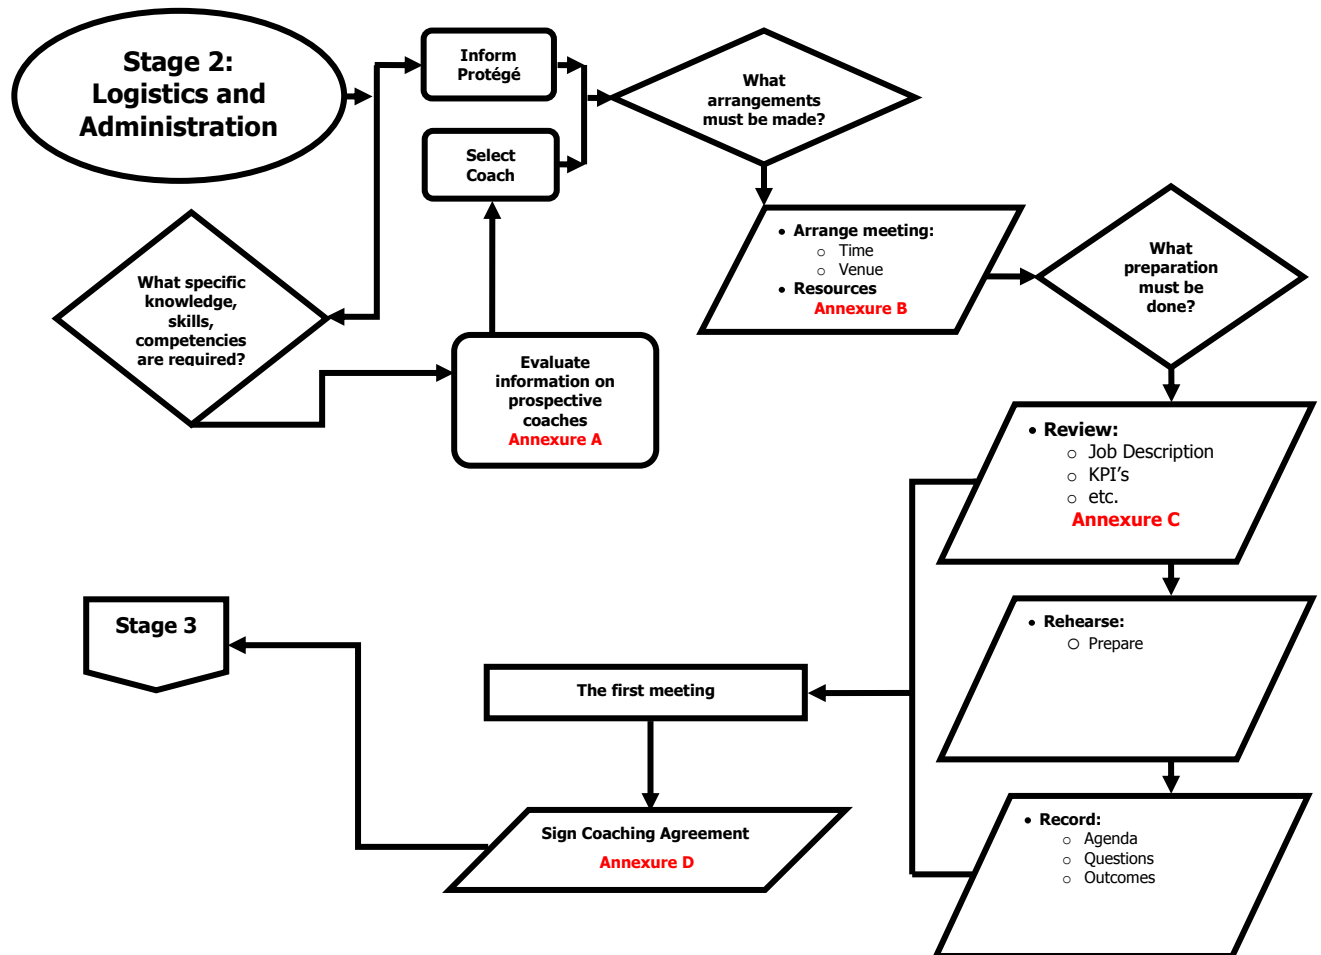 Stage 2:
Logistics and
Administration
Inform
Protégé
Select
Coach
What
arrangements
must be made?
• Arrange meeting:
○ Time
○ Venue
• Resources
Annexure B
What
preparation
must be
done?
What specific
knowledge,
skills,
competencies
are required?
Evaluate
information on
prospective
coaches
Annexure A
• Review:
○ Job Description
○ KPI's
○ etc.
Annexure C
• Rehearse:
○ Prepare
• Record:
○ Agenda
○ Questions
○ Outcomes
The first meeting
Sign Coaching Agreement
Annexure D
Stage 3